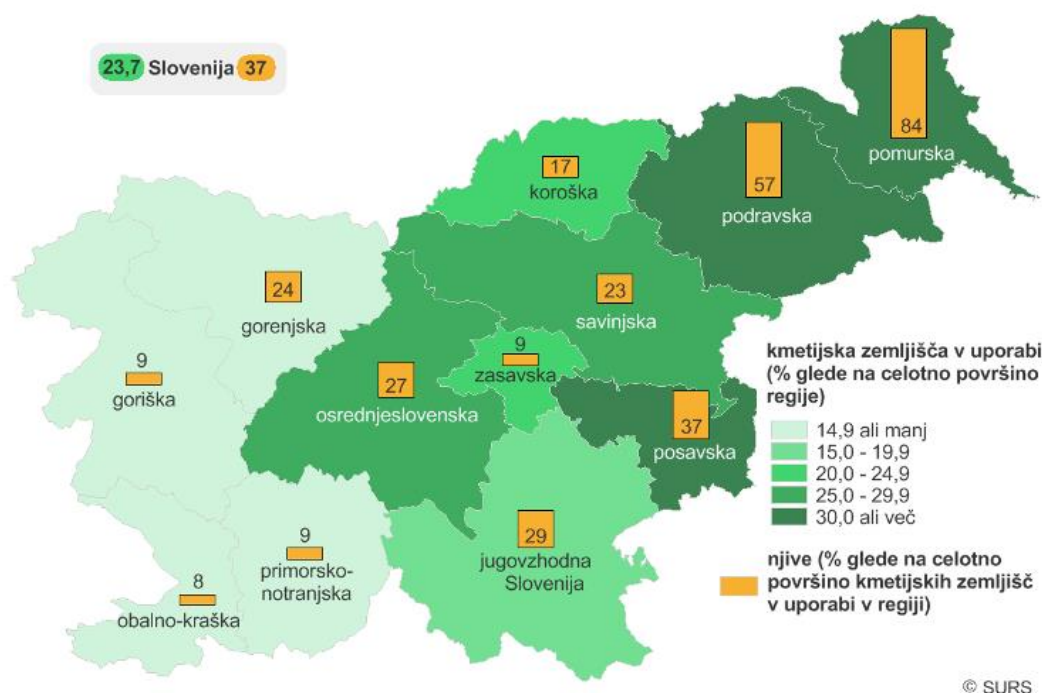 23,7 Slovenija 37
84
pomurska
57
podravska
17
koroška
24
gorenjska
23
savinjska
9
goriška
27
osrednjeslovenska
9
zasavska
37
posavska
29
jugovzhodna
Slovenija
9
primorsko-
notranjska
8
obalno-kraška
kmetijska zemljišča v uporabi
(% glede na celotno površino
regije)
14,9 ali manj
15,0 - 19,9
20,0 - 24,9
25,0 - 29,9
30,0 ali več
njive (% glede na celotno
površino kmetijskih zemljišč
v uporabi v regiji)
© SURS